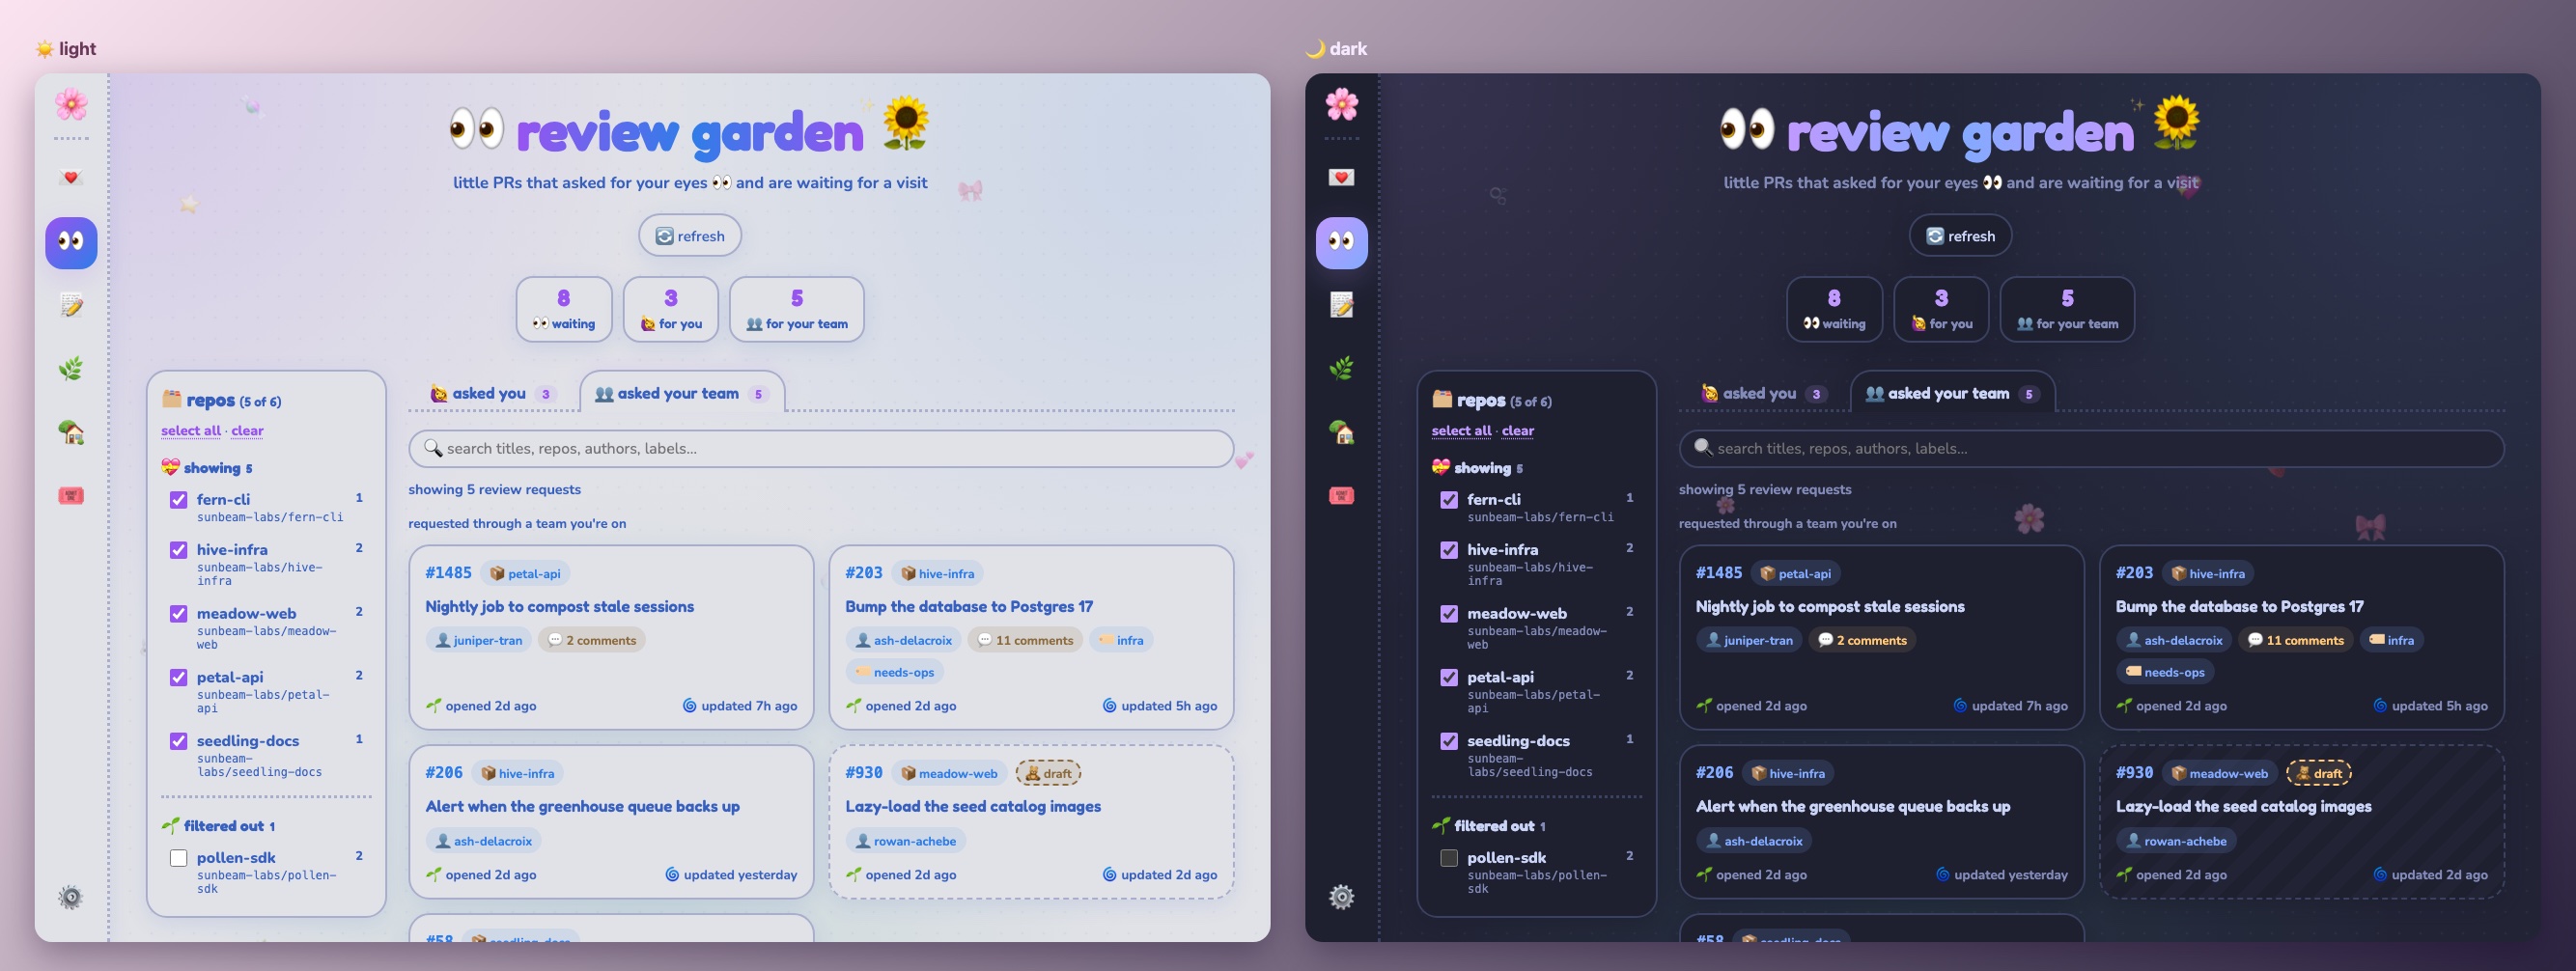 light
review garden
little PRs that asked for your eyes 👀 and are waiting for a visit
refresh
8
waiting
3
for you
5
for your team
repos (5 of 6)
select all · clear
showing 5
fern-cli 1
sunbeam-labs/fern-cli
hive-infra 2
sunbeam-labs/hive-
infra
meadow-web 2
sunbeam-labs/meadow-
web
petal-api 2
sunbeam-labs/petal-
api
seedling-docs 1
sunbeam-
labs/seedling-docs
filtered out 1
pollen-sdk 2
sunbeam-labs/pollen-
sdk
asked you 3
asked your team 5
search titles, repos, authors, labels...
showing 5 review requests
requested through a team you're on
#1485 petal-api
Nightly job to compost stale sessions
juniper-tran 2 comments
opened 2d ago updated 7h ago
#203 hive-infra
Bump the database to Postgres 17
ash-delacroix 11 comments infra
needs-ops
opened 2d ago updated 5h ago
#206 hive-infra
Alert when the greenhouse queue backs up
ash-delacroix
opened 2d ago updated yesterday
#930 meadow-web draft
Lazy-load the seed catalog images
rowan-achebe
opened 2d ago updated 2d ago
#58 seedling-docs
dark
review garden
little PRs that asked for your eyes 👀 and are waiting for a visit
refresh
8
waiting
3
for you
5
for your team
repos (5 of 6)
select all · clear
showing 5
fern-cli 1
sunbeam-labs/fern-cli
hive-infra 2
sunbeam-labs/hive-
infra
meadow-web 2
sunbeam-labs/meadow-
web
petal-api 2
sunbeam-labs/petal-
api
seedling-docs 1
sunbeam-
labs/seedling-docs
filtered out 1
pollen-sdk 2
sunbeam-labs/pollen-
sdk
asked you 3
asked your team 5
search titles, repos, authors, labels...
showing 5 review requests
requested through a team you're on
#1485 petal-api
Nightly job to compost stale sessions
juniper-tran 2 comments
opened 2d ago updated 7h ago
#203 hive-infra
Bump the database to Postgres 17
ash-delacroix 11 comments infra
needs-ops
opened 2d ago updated 5h ago
#206 hive-infra
Alert when the greenhouse queue backs up
ash-delacroix
opened 2d ago updated yesterday
#930 meadow-web draft
Lazy-load the seed catalog images
rowan-achebe
opened 2d ago updated 2d ago
#58 seedling-docs